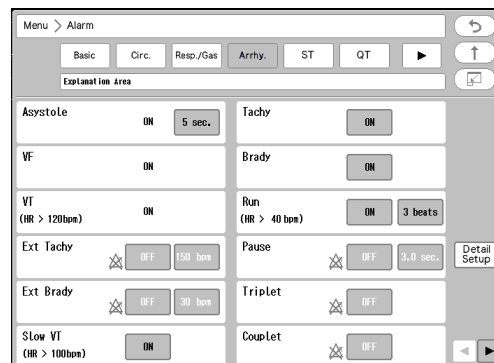 Menu > Alarm
Basic Circ. Resp./Gas Arrhy. ST QT
Explanation Area
Asystole ON 5 sec.
Tachy ON
VF ON
Brady ON
VT (HR > 120bpm) ON
Run (HR > 40 bpm) ON 3 beats
Ext Tachy OFF 150 bpm
Pause OFF 3.0 sec.
Detail Setup
Ext Brady OFF 30 bpm
Triplet OFF
Slow VT (HR > 100bpm) ON
Couplet OFF